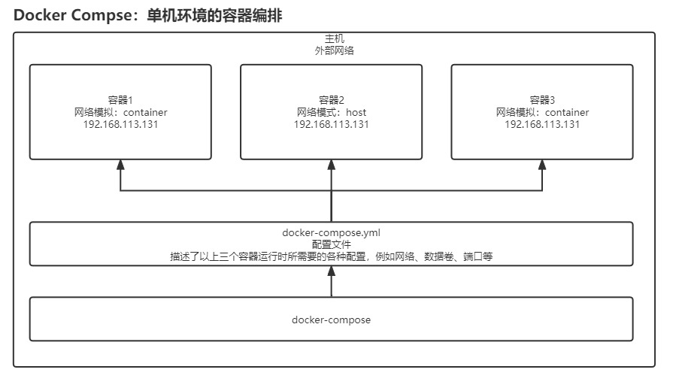 Docker Compse：单机环境的容器编排
主机
外部网络
容器1
网络模拟：container
192.168.113.131
容器2
网络模式：host
192.168.113.131
容器3
网络模拟：container
192.168.113.131
docker-compose.yml
配置文件
描述了以上三个容器运行时所需要的各种配置，例如网络、数据卷、端口等
docker-compose